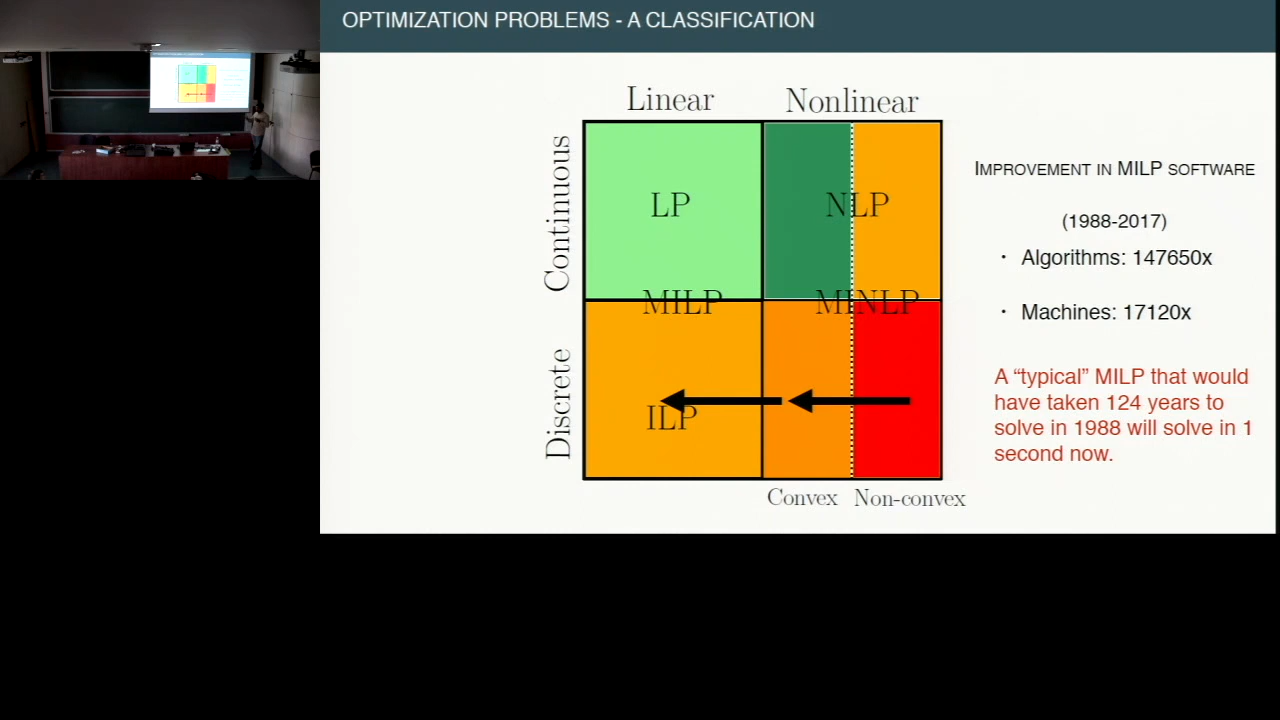 OPTIMIZATION PROBLEMS - A CLASSIFICATION
Linear
Nonlinear
Continuous
Discrete
LP
NLP
MILP
MINLP
ILP
Convex
Non-convex
IMPROVEMENT IN MILP SOFTWARE
(1988-2017)
· Algorithms: 147650x
· Machines: 17120x
A “typical” MILP that would
have taken 124 years to
solve in 1988 will solve in 1
second now.